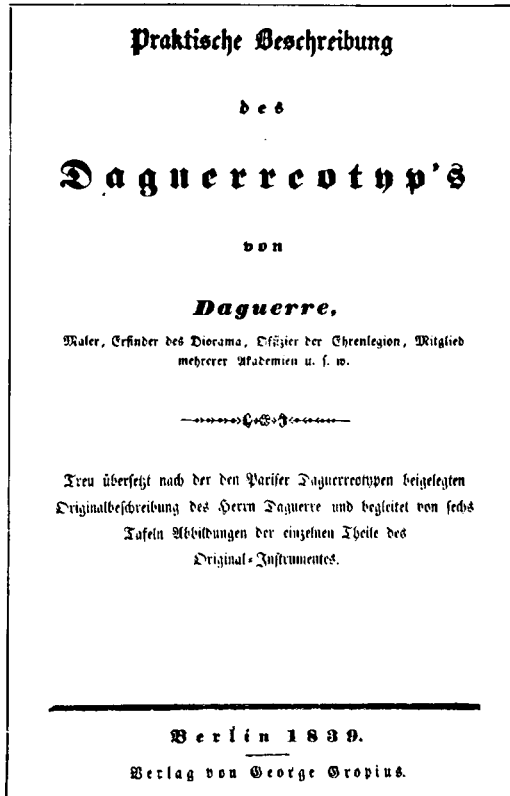 Praktische Beschreibung
des
Daguerreotyp's
von
Daguerre,
Maler, Erfinder des Diorama, Offizier der Ehrenlegion, Mitglied
mehrerer Akademien u. s. w.
Treu übersetzt nach der den Pariser Daguerreotypen beigelegten
Originalbeschreibung des Herrn Daguerre und begleitet von sechs
Tafeln Abbildungen der einzelnen Theile des
Original-Instrumentes.
Berlin 1839.
Verlag von George Gropius.